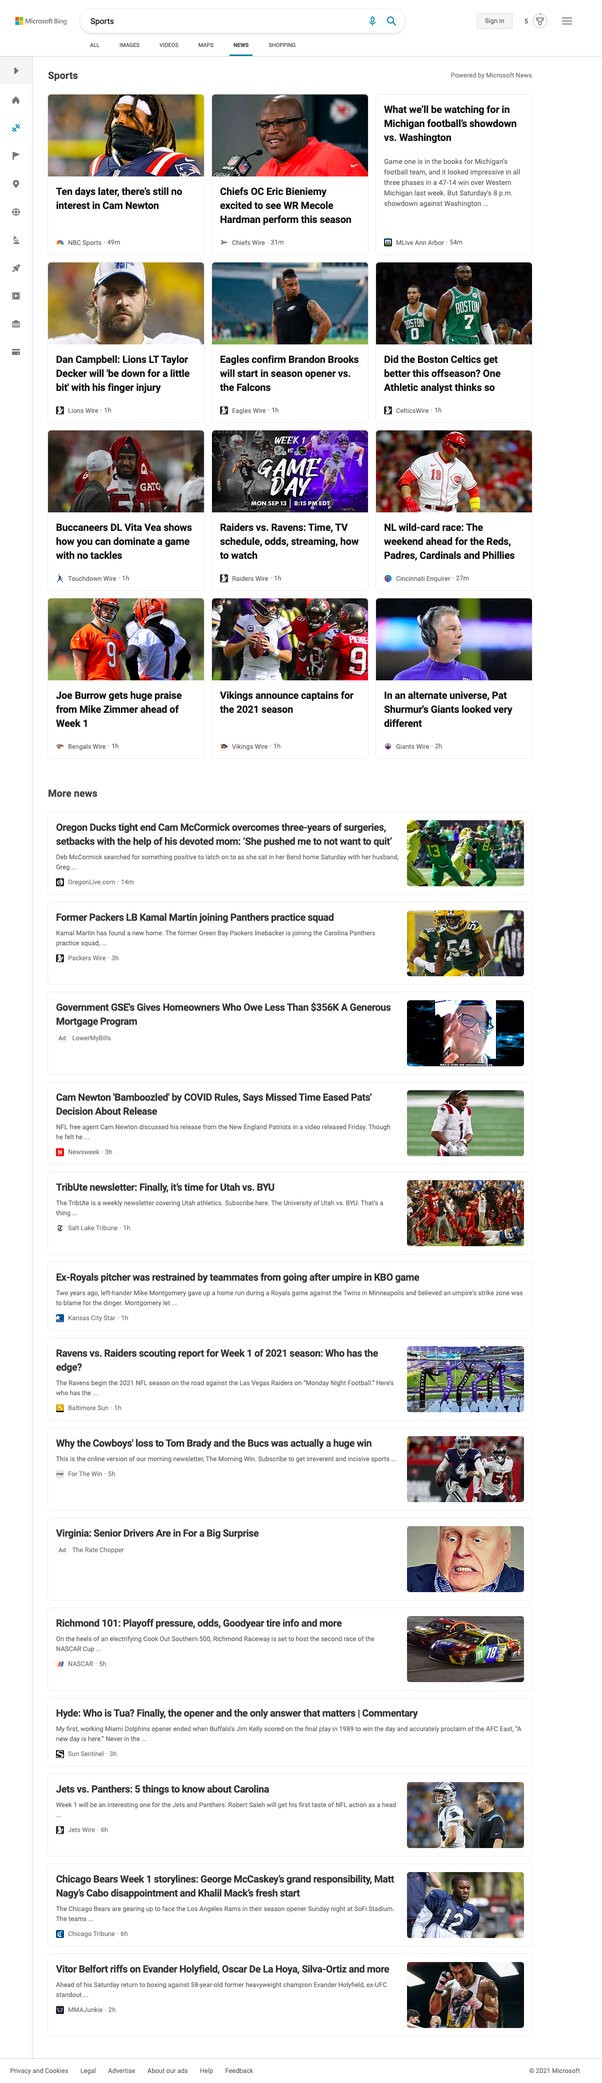 Microsoft Bing
Sports
Sign in
5
ALL
IMAGES
VIDEOS
MAPS
NEWS
SHOPPING
Sports
Powered by Microsoft News
Ten days later, there's still no
interest in Cam Newton
NBC Sports · 49m
Chiefs OC Eric Bieniemy
excited to see WR Mecole
Hardman perform this season
Chiefs Wire · 31m
What we'll be watching for in
Michigan football's showdown
vs. Washington
Game one is in the books for Michigan's
football team, and it looked impressive in all
three phases in a 47-14 win over Western
Michigan last week. But Saturday's 8 p.m.
showdown against Washington ...
MLive Ann Arbor · 54m
Dan Campbell: Lions LT Taylor
Decker will 'be down for a little
bit' with his finger injury
Lions Wire · 1h
Eagles confirm Brandon Brooks
will start in season opener vs.
the Falcons
Eagles Wire · 1h
BOSTON
0
BOSTON
7
Did the Boston Celtics get
better this offseason? One
Athletic analyst thinks so
CelticsWire · 1h
GATO
Buccaneers DL Vita Vea shows
how you can dominate a game
with no tackles
Touchdown Wire · 1h
WEEK 1
VS
GAME
DAY
MON SEP 13 | 8:15 PM EDT
Raiders vs. Ravens: Time, TV
schedule, odds, streaming, how
to watch
Raiders Wire · 1h
19
NL wild-card race: The
weekend ahead for the Reds,
Padres, Cardinals and Phillies
Cincinnati Enquirer · 27m
9
Joe Burrow gets huge praise
from Mike Zimmer ahead of
Week 1
Bengals Wire · 1h
8
9
Vikings announce captains for
the 2021 season
Vikings Wire · 1h
In an alternate universe, Pat
Shurmur's Giants looked very
different
Giants Wire · 2h
More news
Oregon Ducks tight end Cam McCormick overcomes three-years of surgeries,
setbacks with the help of his devoted mom: 'She pushed me to not want to quit'
Deb McCormick searched for something positive to latch on to as she sat in her Bend home Saturday with her husband,
Greg ...
OregonLive.com · 14m
13
Former Packers LB Kamal Martin joining Panthers practice squad
Kamal Martin has found a new home. The former Green Bay Packers linebacker is joining the Carolina Panthers
practice squad, ...
Packers Wire · 3h
54
Government GSE's Gives Homeowners Who Owe Less Than $356K A Generous
Mortgage Program
Ad LowerMyBills
Cam Newton 'Bamboozled' by COVID Rules, Says Missed Time Eased Pats'
Decision About Release
NFL free agent Cam Newton discussed his release from the New England Patriots in a video released Friday. Though
he felt he ...
Newsweek · 3h
1
TribUte newsletter: Finally, it's time for Utah vs. BYU
The TribUte is a weekly newsletter covering Utah athletics. Subscribe here. The University of Utah vs. BYU. That's a
thing ...
Salt Lake Tribune · 1h
Ex-Royals pitcher was restrained by teammates from going after umpire in KBO game
Two years ago, left-hander Mike Montgomery gave up a home run during a Royals game against the Twins in Minneapolis and believed an umpire's strike zone was
to blame for the dinger. Montgomery let ...
Kansas City Star · 1h
Ravens vs. Raiders scouting report for Week 1 of 2021 season: Who has the
edge?
The Ravens begin the 2021 NFL season on the road against the Las Vegas Raiders on "Monday Night Football." Here's
who has the ...
Baltimore Sun · 1h
Why the Cowboys' loss to Tom Brady and the Bucs was actually a huge win
This is the online version of our morning newsletter, The Morning Win. Subscribe to get irreverent and incisive sports ...
For The Win · 5h
4
Virginia: Senior Drivers Are in For a Big Surprise
Ad The Rate Chopper
Richmond 101: Playoff pressure, odds, Goodyear tire info and more
On the heels of an electrifying Cook Out Southern 500, Richmond Raceway is set to host the second race of the
NASCAR Cup ...
NASCAR · 5h
18
Hyde: Who is Tua? Finally, the opener and the only answer that matters | Commentary
My first, working Miami Dolphins opener ended when Buffalo's Jim Kelly scored on the final play in 1989 to win the day and accurately proclaim of the AFC East, "A
new day is here." Never in the ...
Sun Sentinel · 3h
Jets vs. Panthers: 5 things to know about Carolina
Week 1 will be an interesting one for the Jets and Panthers. Robert Saleh will get his first taste of NFL action as a head
...
Jets Wire · 6h
Chicago Bears Week 1 storylines: George McCaskey's grand responsibility, Matt
Nagy's Cabo disappointment and Khalil Mack's fresh start
The Chicago Bears are gearing up to face the Los Angeles Rams in their season opener Sunday night at SoFi Stadium.
The teams ...
Chicago Tribune · 6h
12
Vitor Belfort riffs on Evander Holyfield, Oscar De La Hoya, Silva-Ortiz and more
Ahead of his Saturday return to boxing against 58-year-old former heavyweight champion Evander Holyfield, ex-UFC
standout ...
MMAJunkie · 2h
Privacy and Cookies
Legal
Advertise
About our ads
Help
Feedback
© 2021 Microsoft